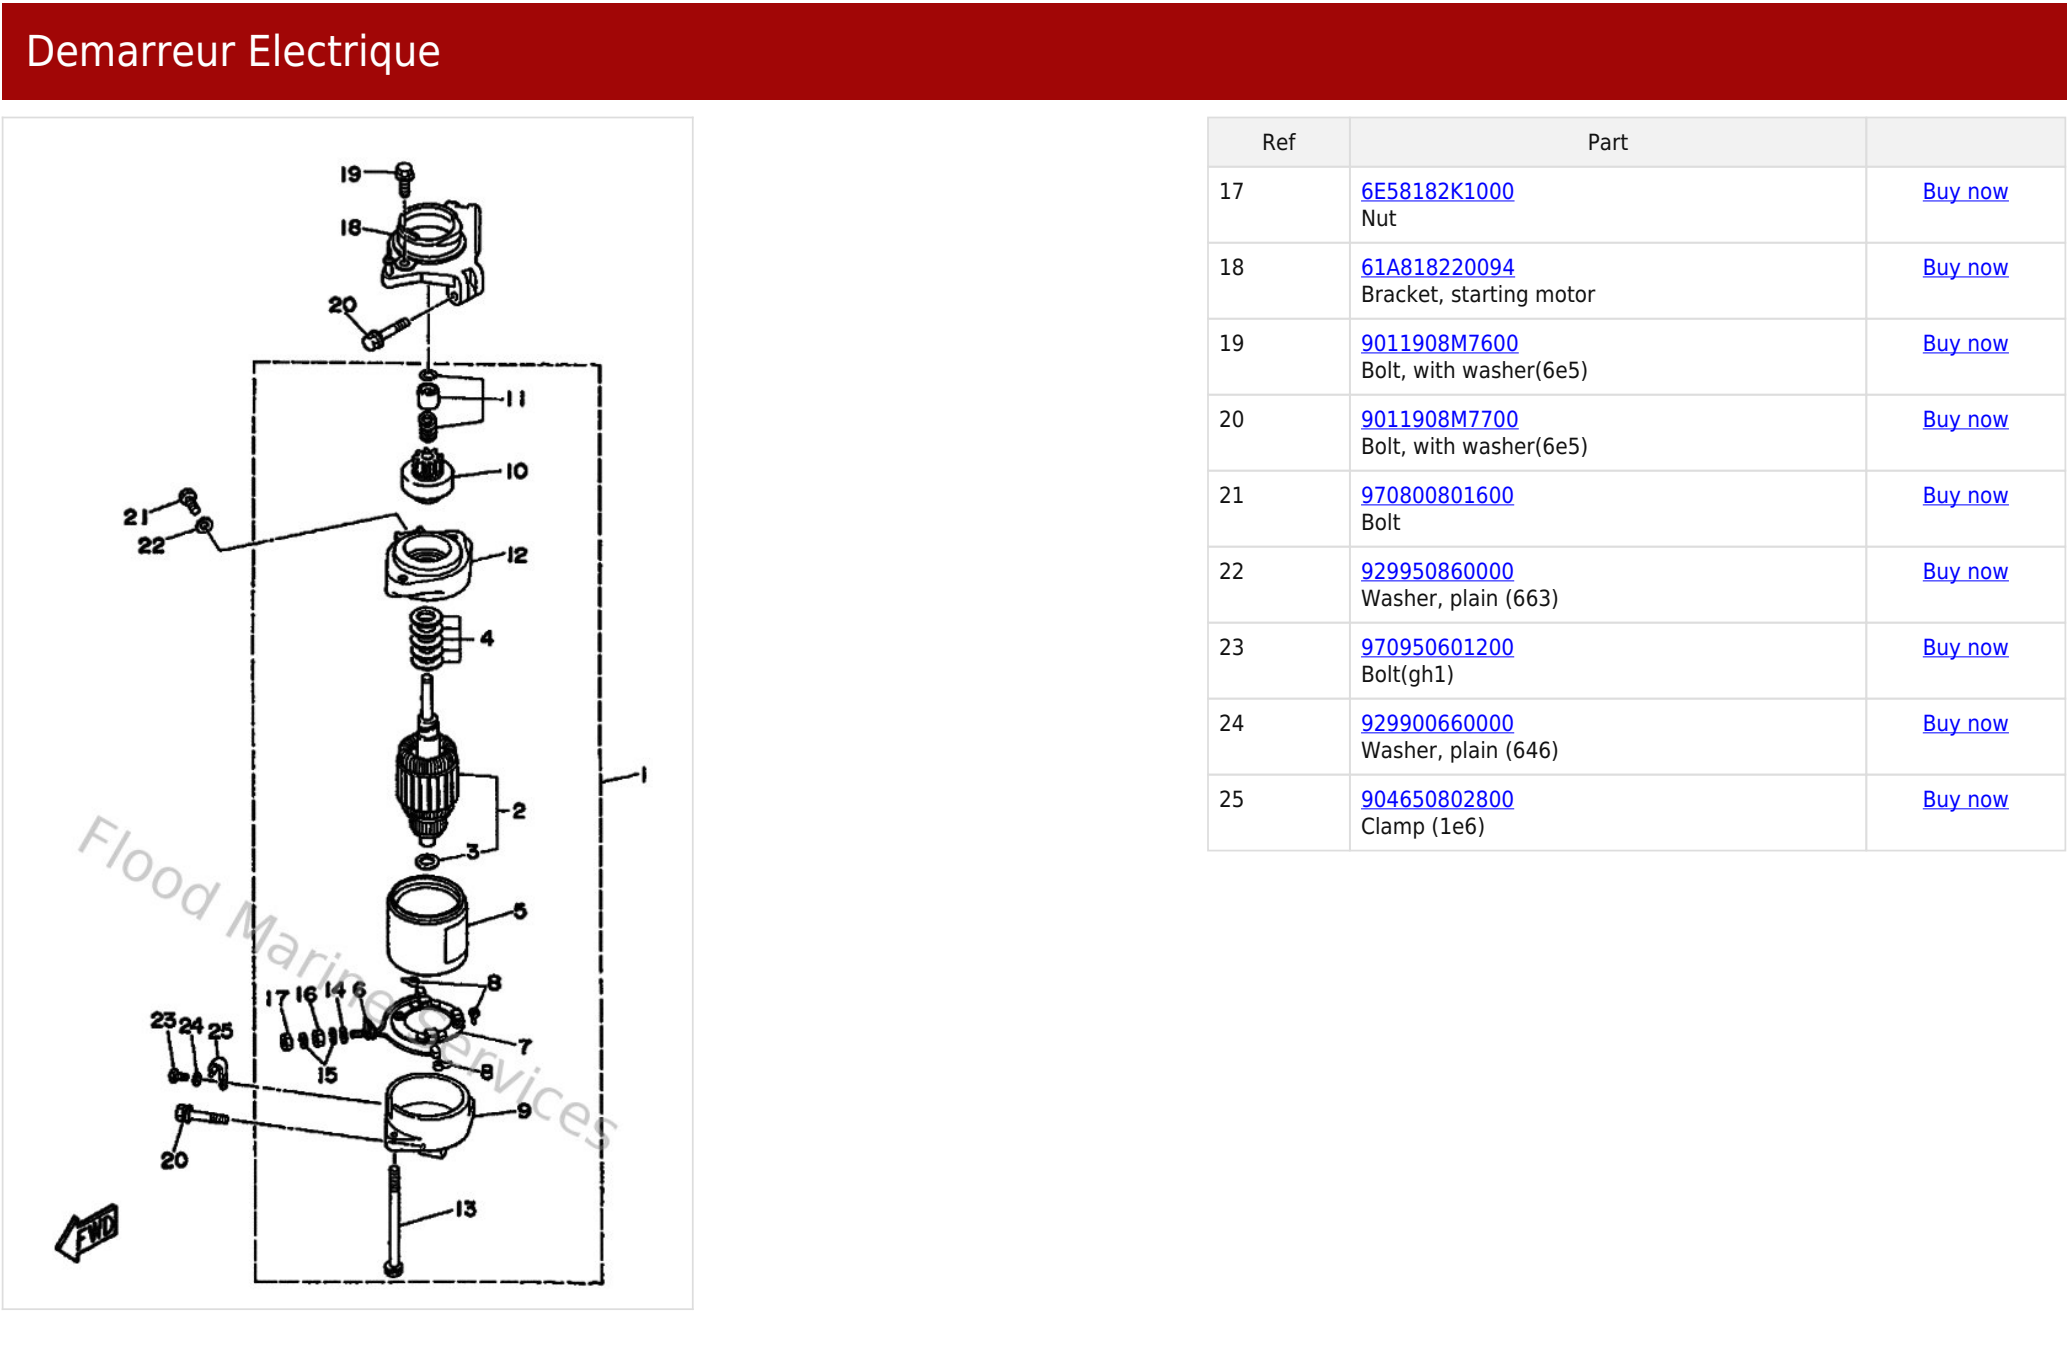 Demarreur Electrique
19
18
20
11
10
21
22
12
4
1
2
3
5
8
17 16 14 6
23 24 25
7
15
8
9
20
13
FWD
Flood Marine Services
Ref Part
17 6E58182K1000 Buy now
Nut
18 61A818220094 Buy now
Bracket, starting motor
19 9011908M7600 Buy now
Bolt, with washer(6e5)
20 9011908M7700 Buy now
Bolt, with washer(6e5)
21 970800801600 Buy now
Bolt
22 929950860000 Buy now
Washer, plain (663)
23 970950601200 Buy now
Bolt(gh1)
24 929900660000 Buy now
Washer, plain (646)
25 904650802800 Buy now
Clamp (1e6)